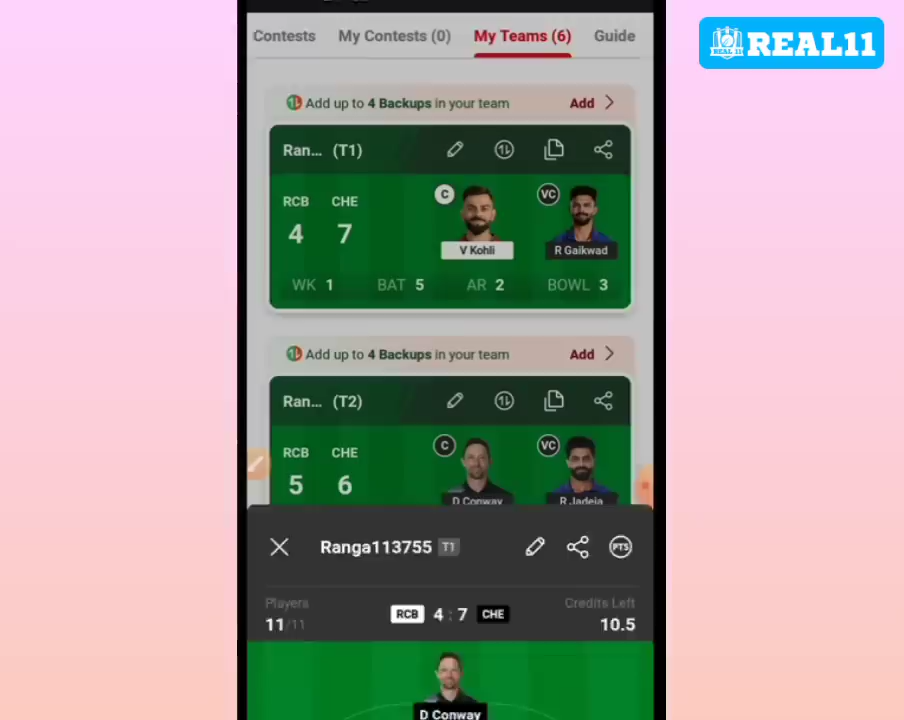 REAL 11
REAL11
Contests My Contests (0) My Teams (6) Guide
Add up to 4 Backups in your team Add
Ran... (T1)
C VC
RCB CHE
4 7
V Kohli R Gaikwad
WK 1 BAT 5 AR 2 BOWL 3
Add up to 4 Backups in your team Add
Ran... (T2)
C VC
RCB CHE
5 6
D Conway R Jadeja
Ranga113755 T1 PTS
Players Credits Left
11/11 RCB 4 : 7 CHE 10.5
D Conway